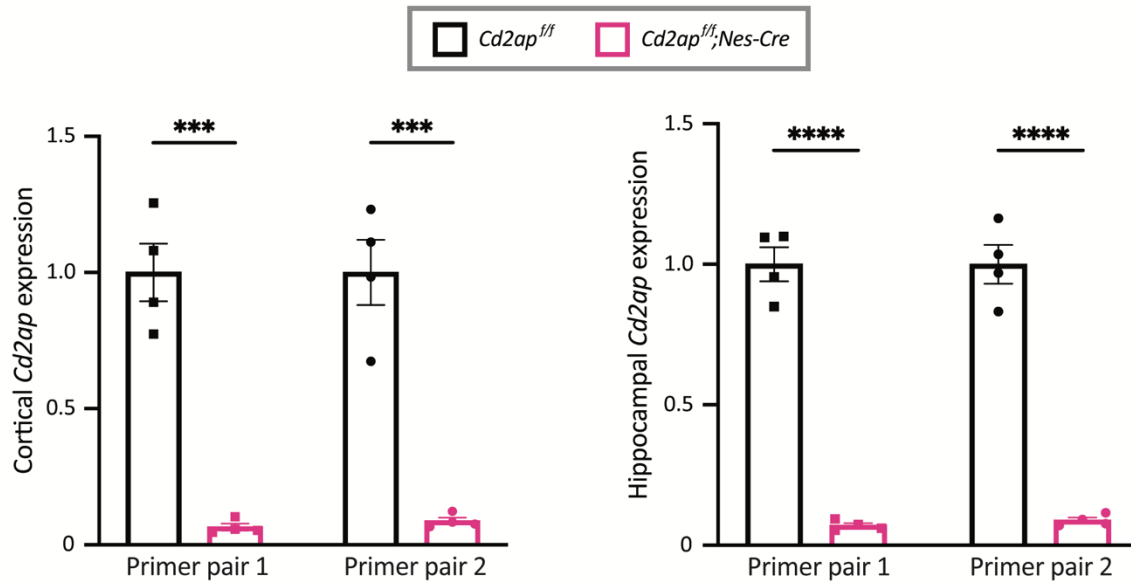 Cd2ap^f/f Cd2ap^f/f;Nes-Cre
Cortical Cd2ap expression
1.5
1.0
0.5
0
*** ***
Primer pair 1 Primer pair 2
Hippocampal Cd2ap expression
1.5
1.0
0.5
0
**** ****
Primer pair 1 Primer pair 2